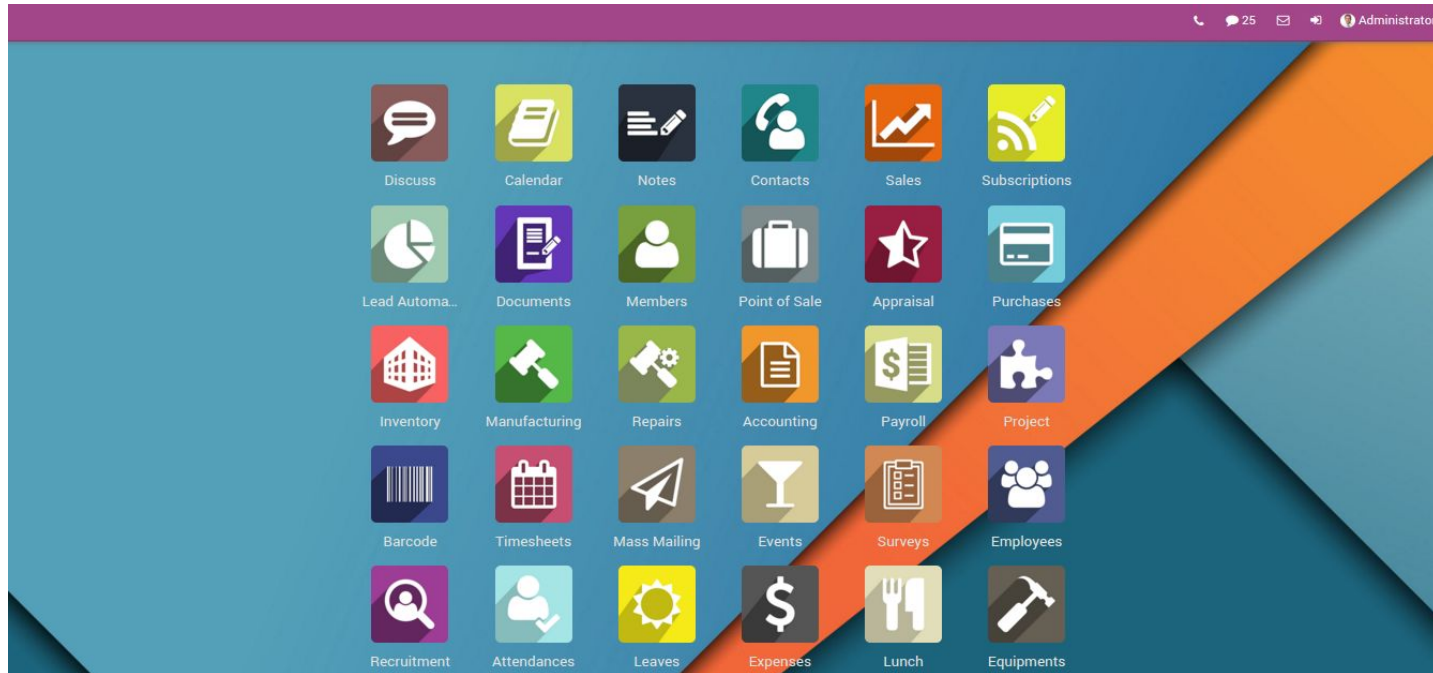 25 Administrator
Discuss Calendar Notes Contacts Sales Subscriptions
Lead Automa... Documents Members Point of Sale Appraisal Purchases
Inventory Manufacturing Repairs Accounting Payroll Project
Barcode Timesheets Mass Mailing Events Surveys Employees
Recruitment Attendances Leaves Expenses Lunch Equipments